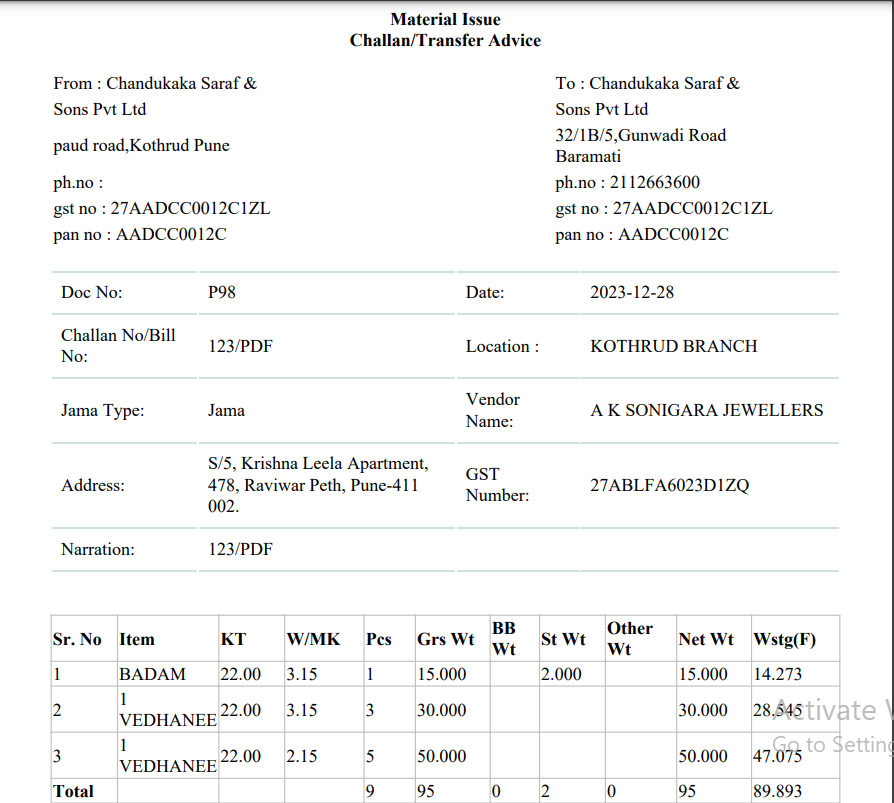 Material Issue
Challan/Transfer Advice
From : Chandukaka Saraf &
Sons Pvt Ltd
paud road,Kothrud Pune
ph.no :
gst no : 27AADCC0012C1ZL
pan no : AADCC0012C
To : Chandukaka Saraf &
Sons Pvt Ltd
32/1B/5,Gunwadi Road
Baramati
ph.no : 2112663600
gst no : 27AADCC0012C1ZL
pan no : AADCC0012C
Doc No: P98 Date: 2023-12-28
Challan No/Bill
No: 123/PDF Location : KOTHRUD BRANCH
Jama Type: Jama Vendor
Name: A K SONIGARA JEWELLERS
Address: S/5, Krishna Leela Apartment,
478, Raviwar Peth, Pune-411
002.
GST
Number: 27ABLFA6023D1ZQ
Narration: 123/PDF
Sr. No Item KT W/MK Pcs Grs Wt BB
Wt St Wt Other
Wt Net Wt Wstg(F)
1 BADAM 22.00 3.15 1 15.000 2.000 15.000 14.273
2 1
VEDHANEE 22.00 3.15 3 30.000 30.000 28.545
3 1
VEDHANEE 22.00 2.15 5 50.000 50.000 47.075
Total 9 95 0 2 0 95 89.893
Activate W
Go to Setting